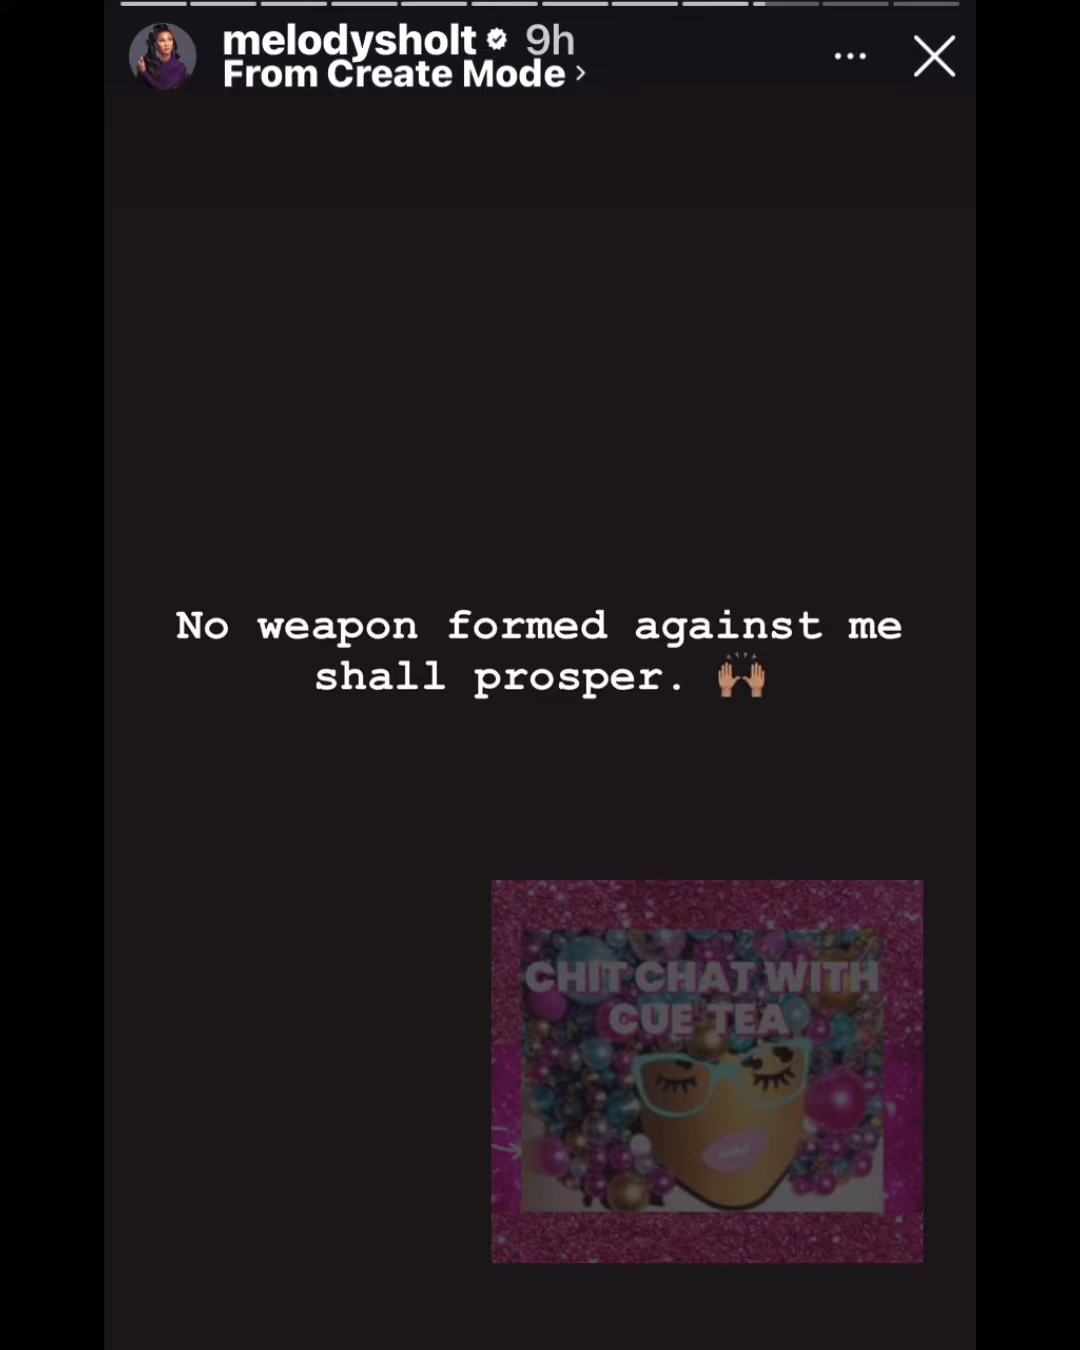 melodysholt 9h
From Create Mode
No weapon formed against me
shall prosper. 🙌🏽
CHIT CHAT WITH
CUE TEA